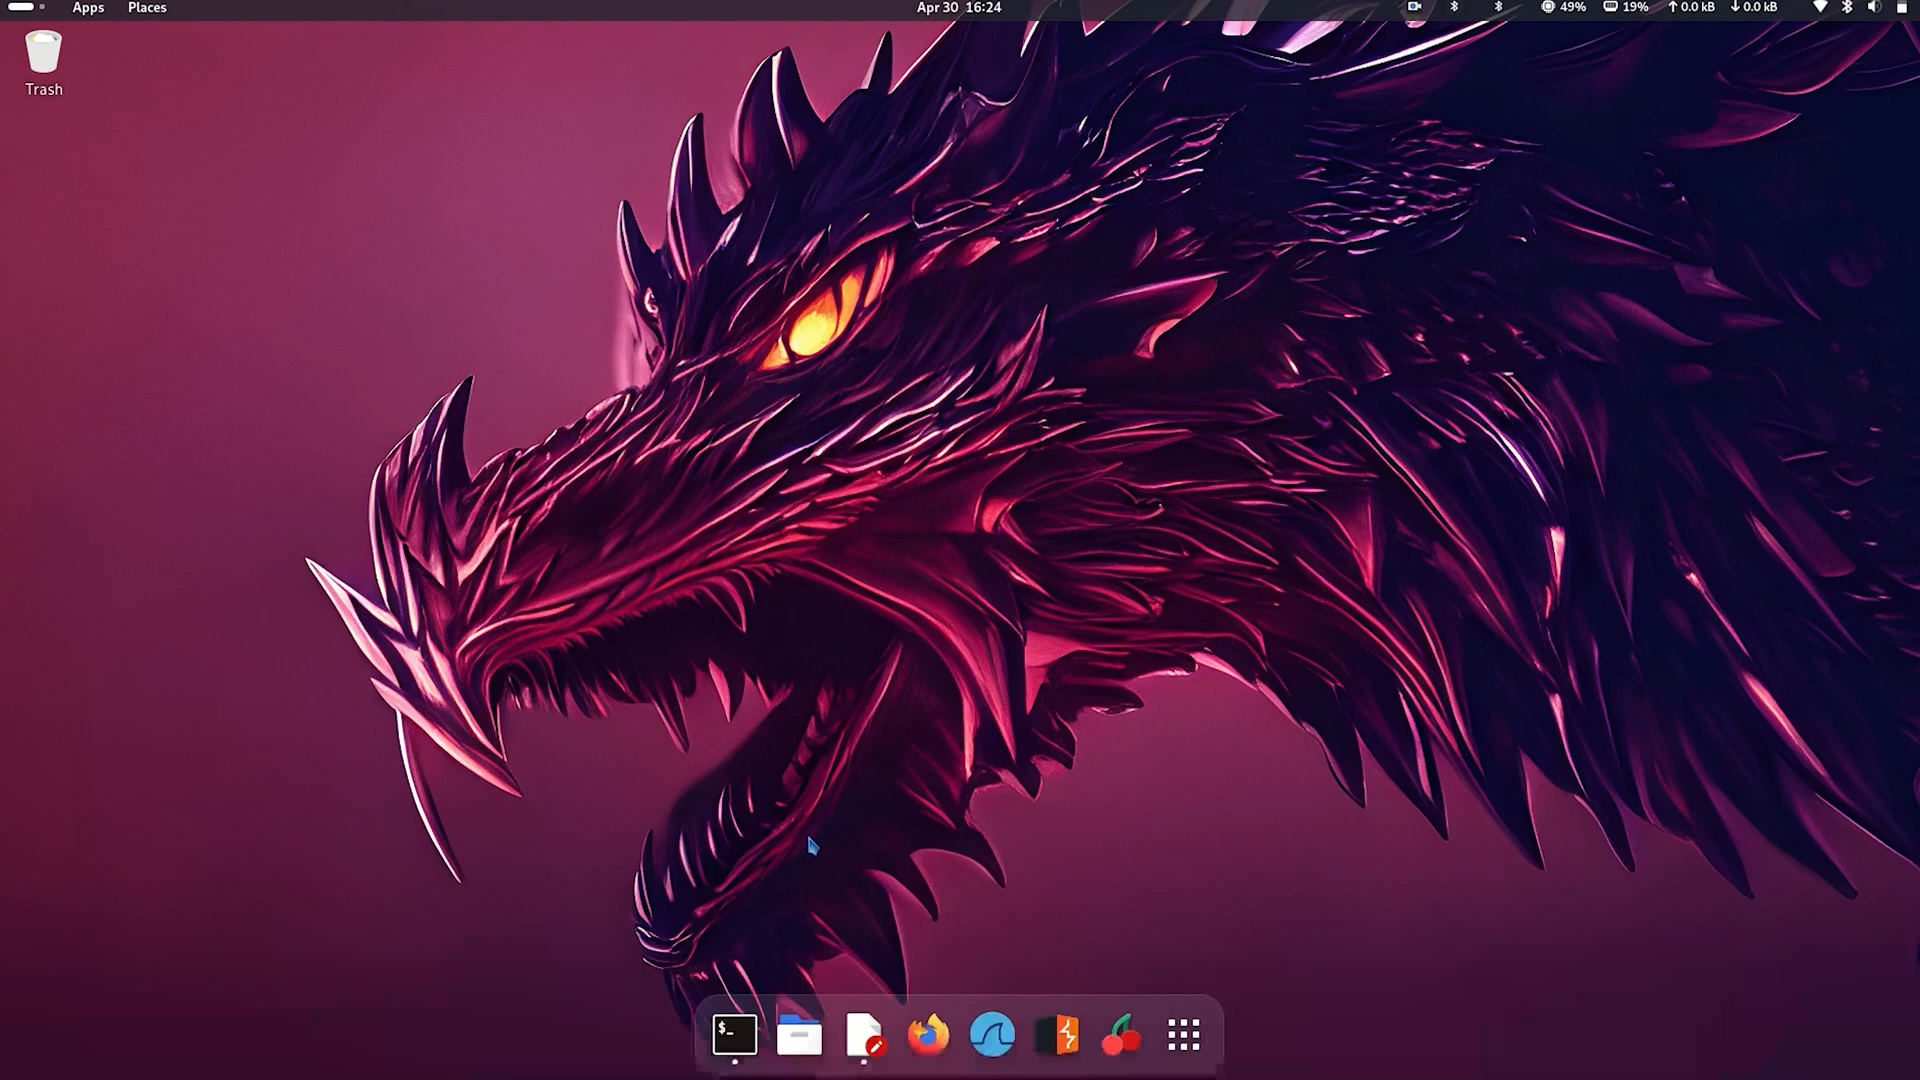 Apps Places Apr 30 16:24 49% 19% ↑ 0.0 kB ↓ 0.0 kB
Trash
$_